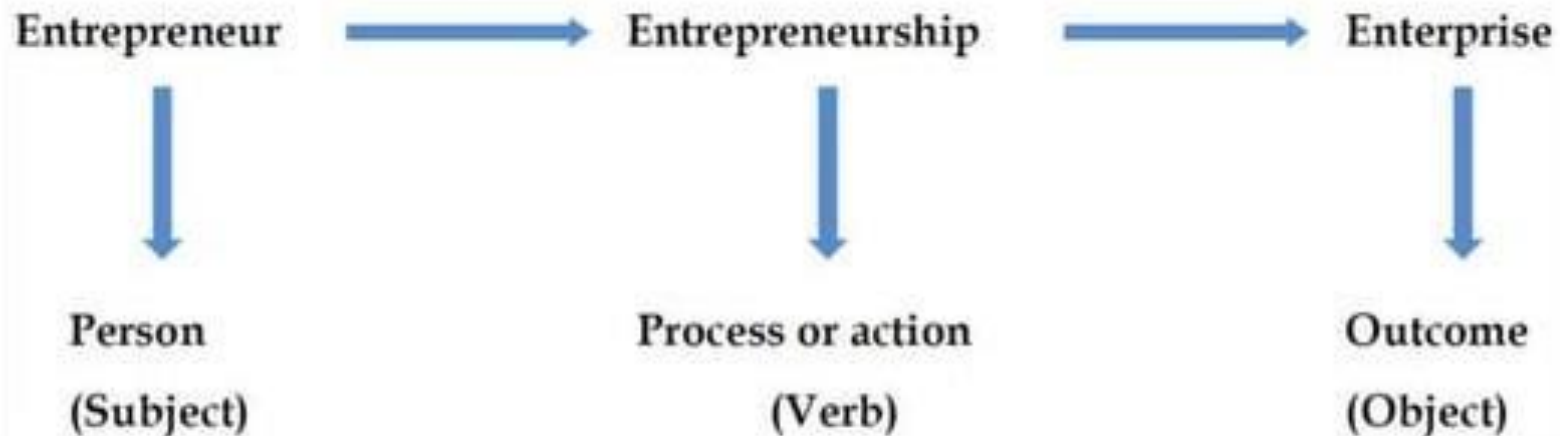 Entrepreneur Entrepreneurship Enterprise
Person Process or action Outcome
(Subject) (Verb) (Object)